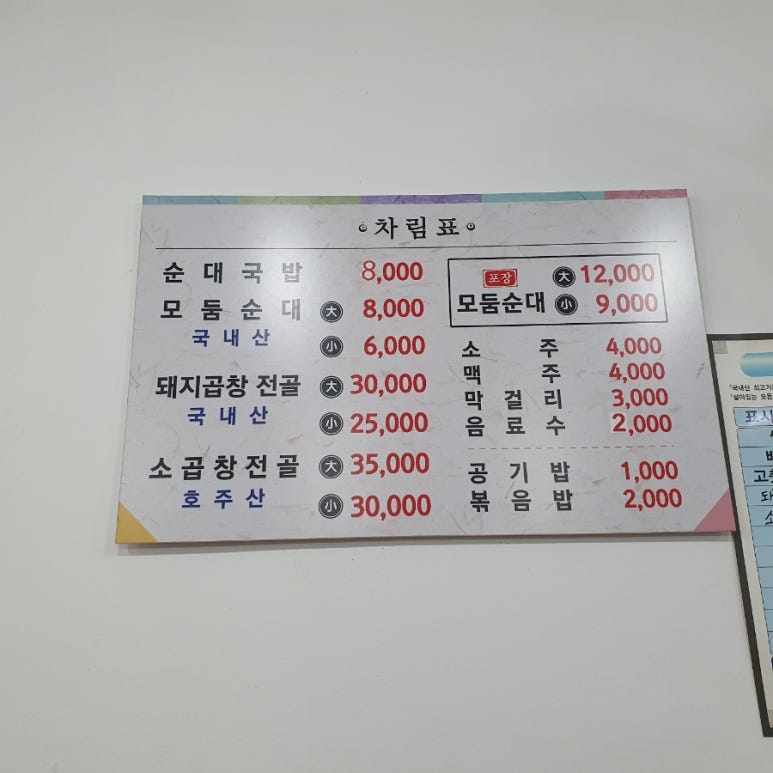 차림표
순대국밥 8,000
모둠순대 大 8,000
국내산
小 6,000
돼지곱창 전골 大 30,000
국내산 小 25,000
소곱창전골 大 35,000
호주산 小 30,000
포장 大 12,000
모둠순대 小 9,000
소주 4,000
맥주 4,000
막걸리 3,000
음료수 2,000
공기밥 1,000
볶음밥 2,000
표시